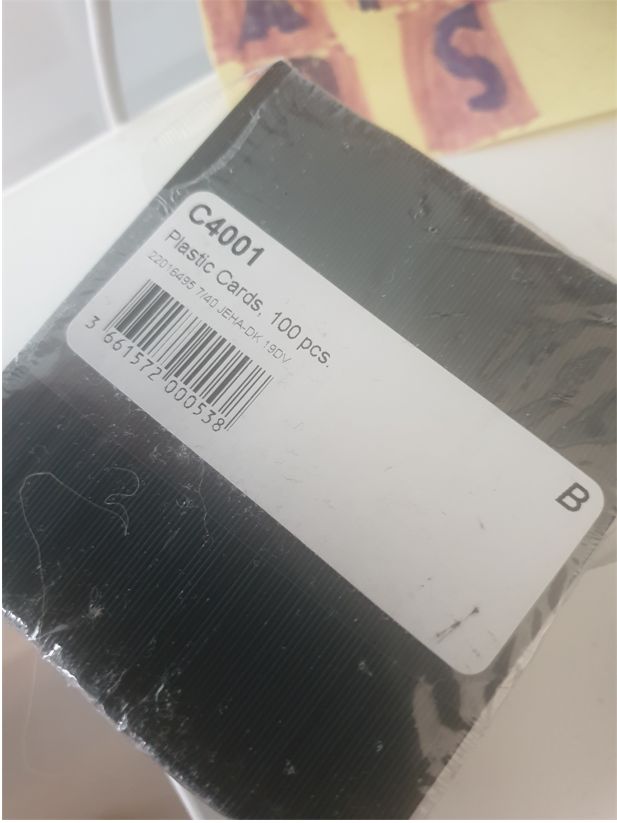 S
C4001
Plastic Cards, 100 pcs.
22016495 7/40 JEHA-DK 19DV
3 661572 000538
B